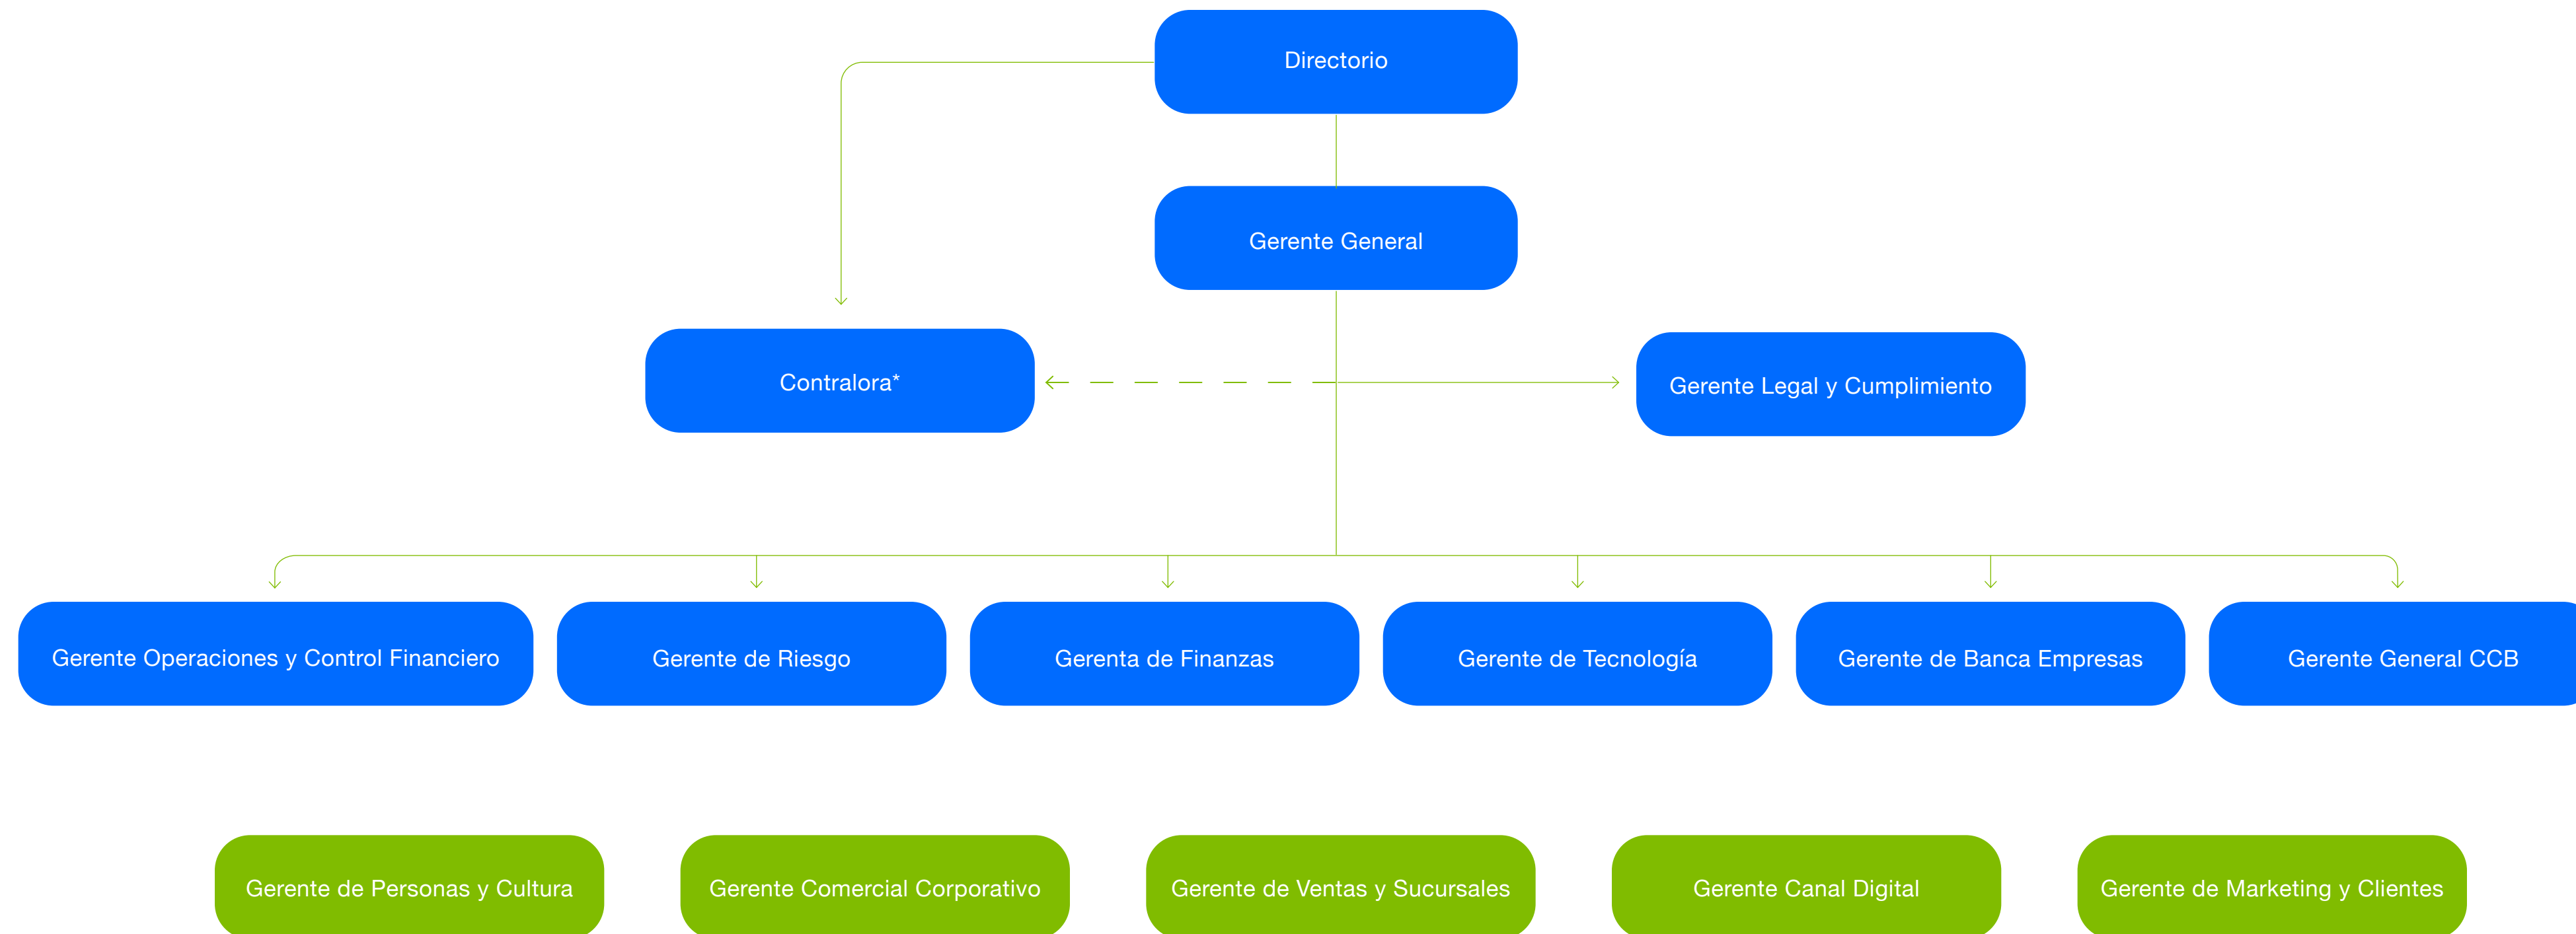 Directorio
Gerente General
Contralora*
Gerente Legal y Cumplimiento
Gerente Operaciones y Control Financiero
Gerente de Riesgo
Gerenta de Finanzas
Gerente de Tecnología
Gerente de Banca Empresas
Gerente General CCB
Gerente de Personas y Cultura
Gerente Comercial Corporativo
Gerente de Ventas y Sucursales
Gerente Canal Digital
Gerente de Marketing y Clientes